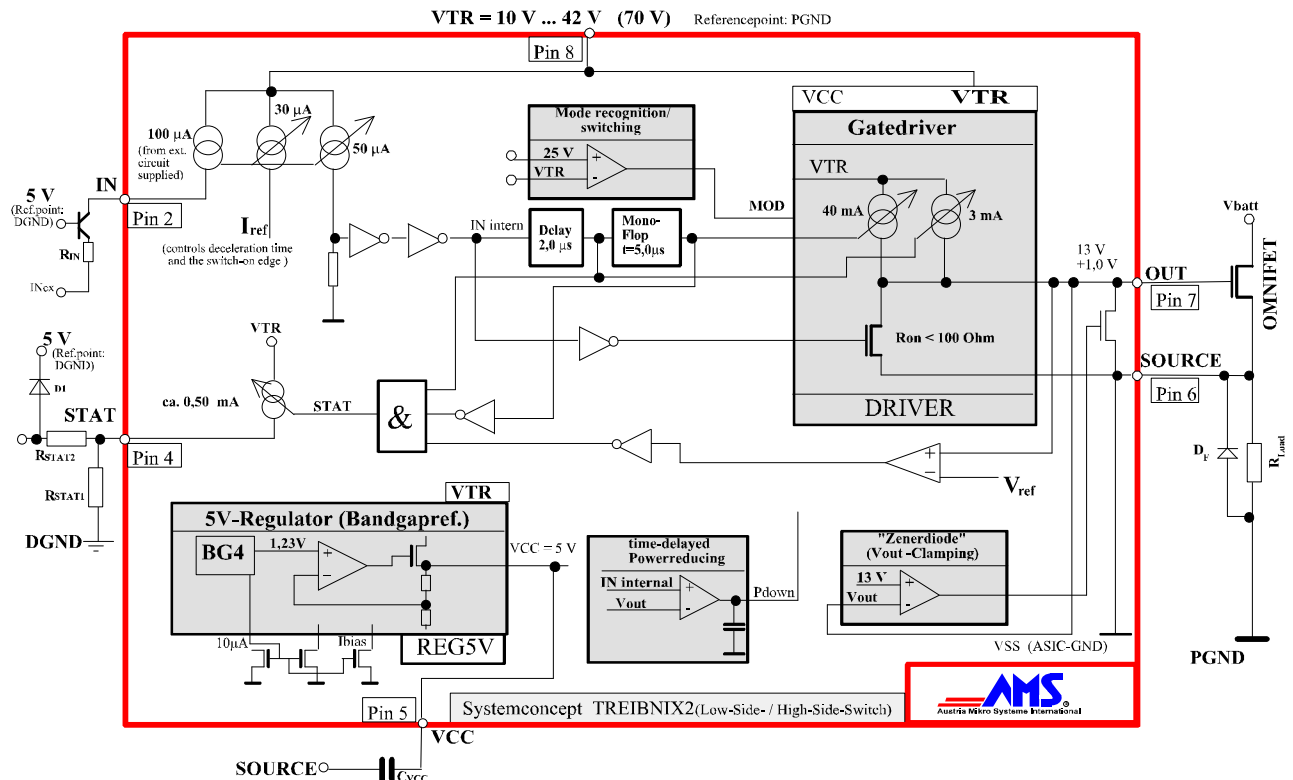 VTR = 10 V ... 42 V (70 V) Referencepoint: PGND
Pin 8
30 µA
100 µA
(from ext.
circuit
supplied)
50 µA
IN
5 V
(Ref.point:
DGND)
Pin 2
RIN
INex
Iref
(controls deceleration time
and the switch-on edge )
Mode recognition/
switching
25 V
VTR
+
-
MOD
IN intern
Delay
2,0 µs
Mono-
Flop
t=5,0µs
VCC VTR
Gatedriver
VTR
40 mA
3 mA
Ron < 100 Ohm
DRIVER
13 V
+1,0 V
OUT
Pin 7
SOURCE
Pin 6
Vbatt
OMNIFET
DF
RLoad
PGND
VTR
5 V
(Ref.point:
DGND)
D1
ca. 0,50 mA
STAT
STAT
&
Pin 4
RSTAT2
RSTAT1
DGND
+
-
Vref
VTR
5V-Regulator (Bandgapref.)
BG4
1,23V
+
-
VCC = 5 V
10µA
Ibias
REG5V
time-delayed
Powerreducing
IN internal
Vout
+
-
Pdown
"Zenerdiode"
(Vout -Clamping)
13 V
Vout
+
-
VSS (ASIC-GND)
Pin 5
VCC
Systemconcept TREIBNIX2(Low-Side- / High-Side-Switch)
AMS
Austria Mikro Systeme International
SOURCE
CVCC